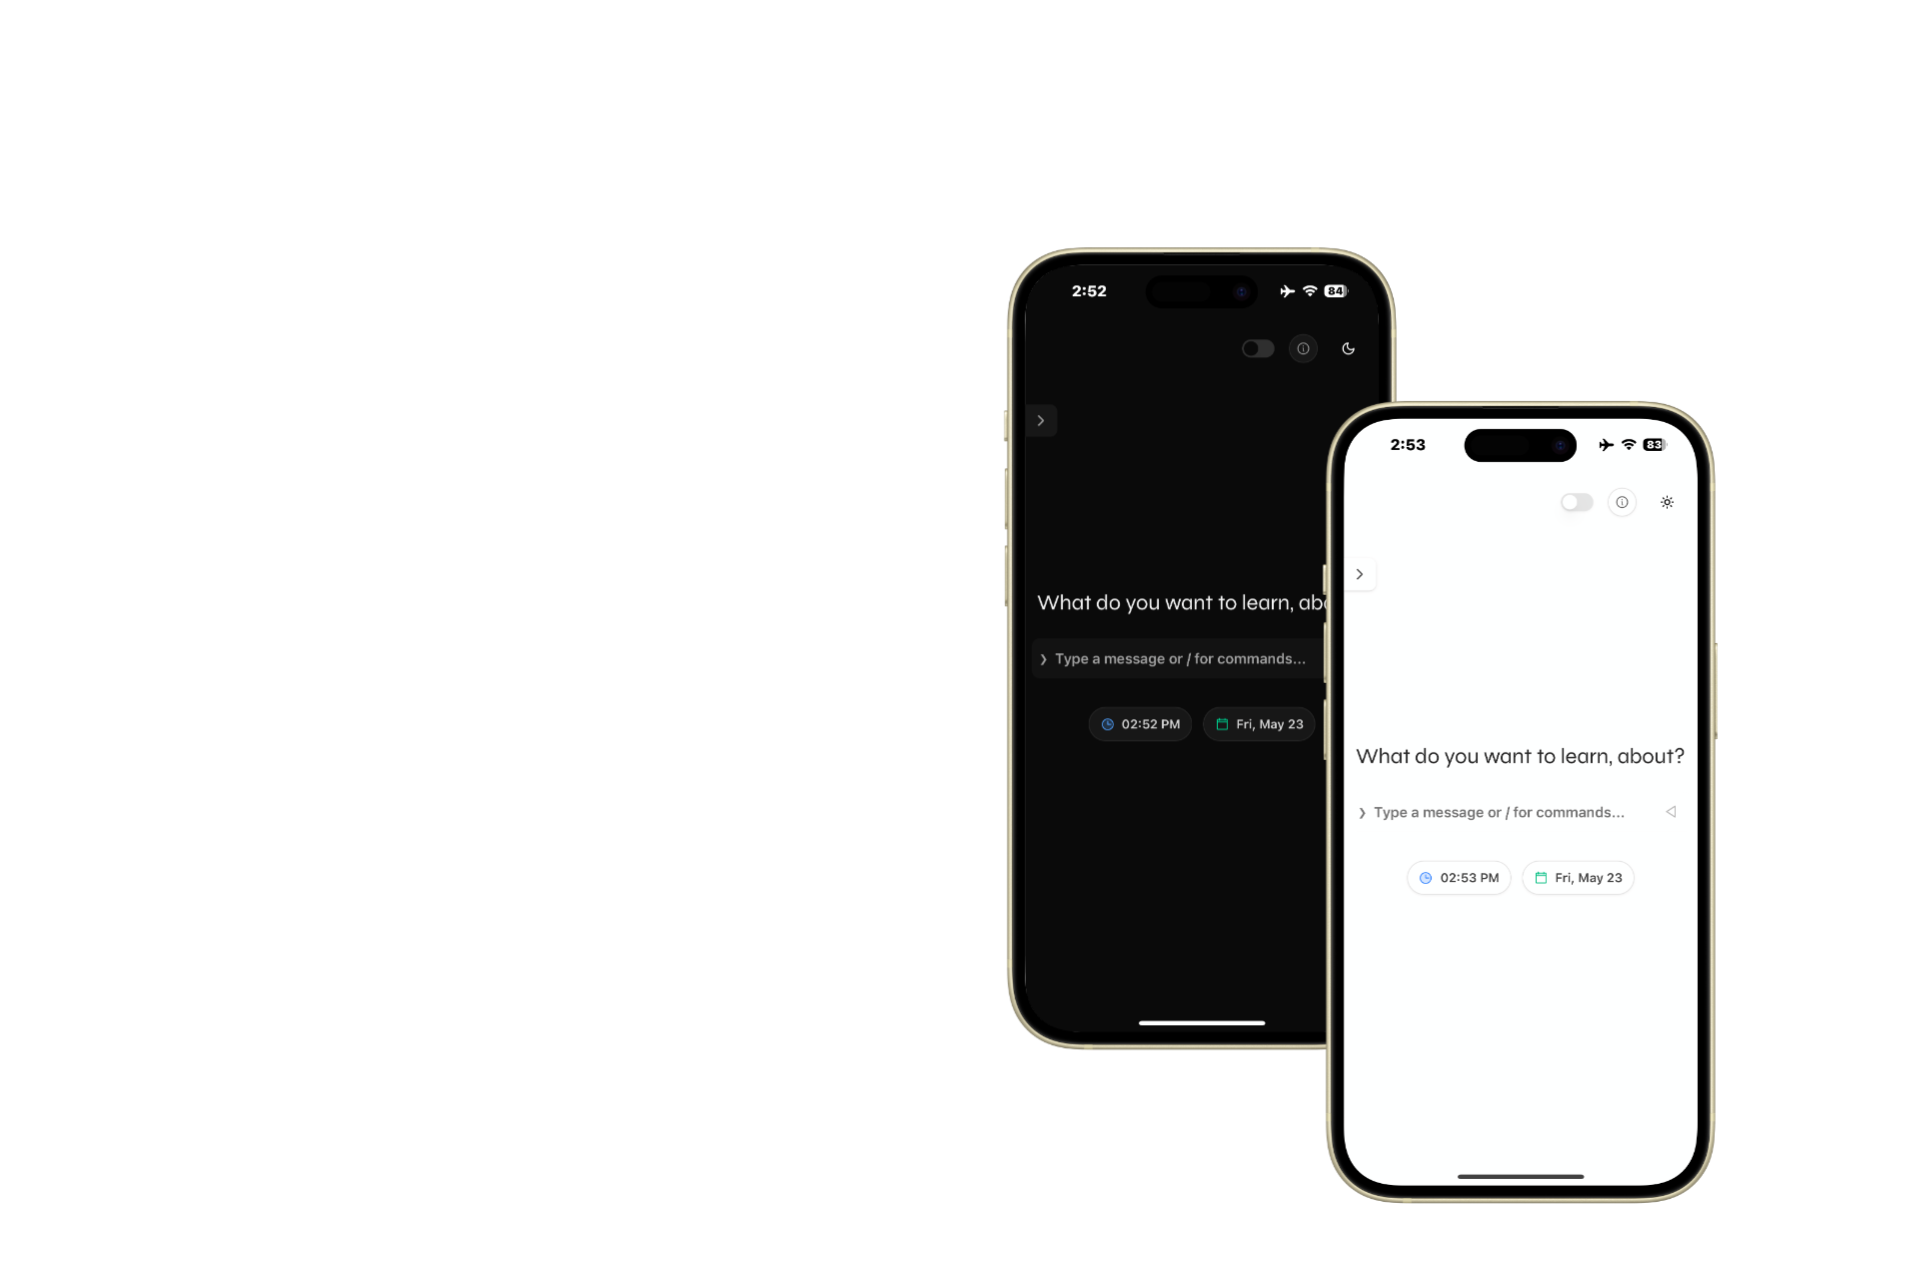 2:52
84
What do you want to learn, abo
❯ Type a message or / for commands...
02:52 PM
Fri, May 23
2:53
83
What do you want to learn, about?
❯ Type a message or / for commands...
02:53 PM
Fri, May 23